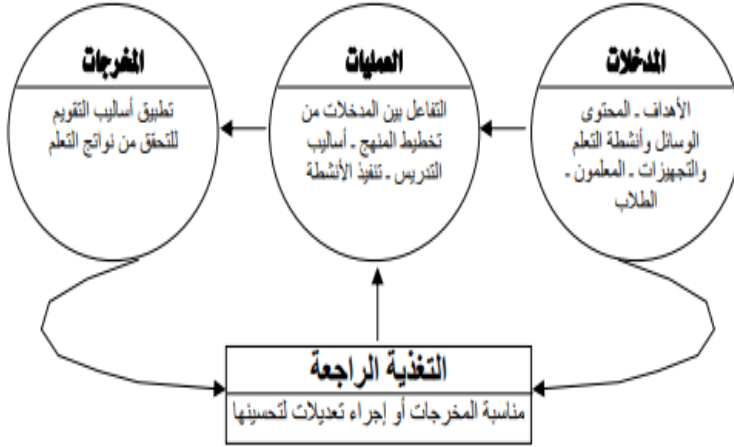 المدخلات
الأهداف ـ المحتوى
الوسائل وأنشطة التعلم
والتجهيزات ـ المعلمون ـ
الطلاب
العمليات
التفاعل بين المدخلات من
تخطيط المنهج ـ أساليب
التدريس ـ تنفيذ الأنشطة
المخرجات
تطبيق أساليب التقويم
للتحقق من نواتج التعلم
التغذية الراجعة
مناسبة المخرجات أو إجراء تعديلات لتحسينها